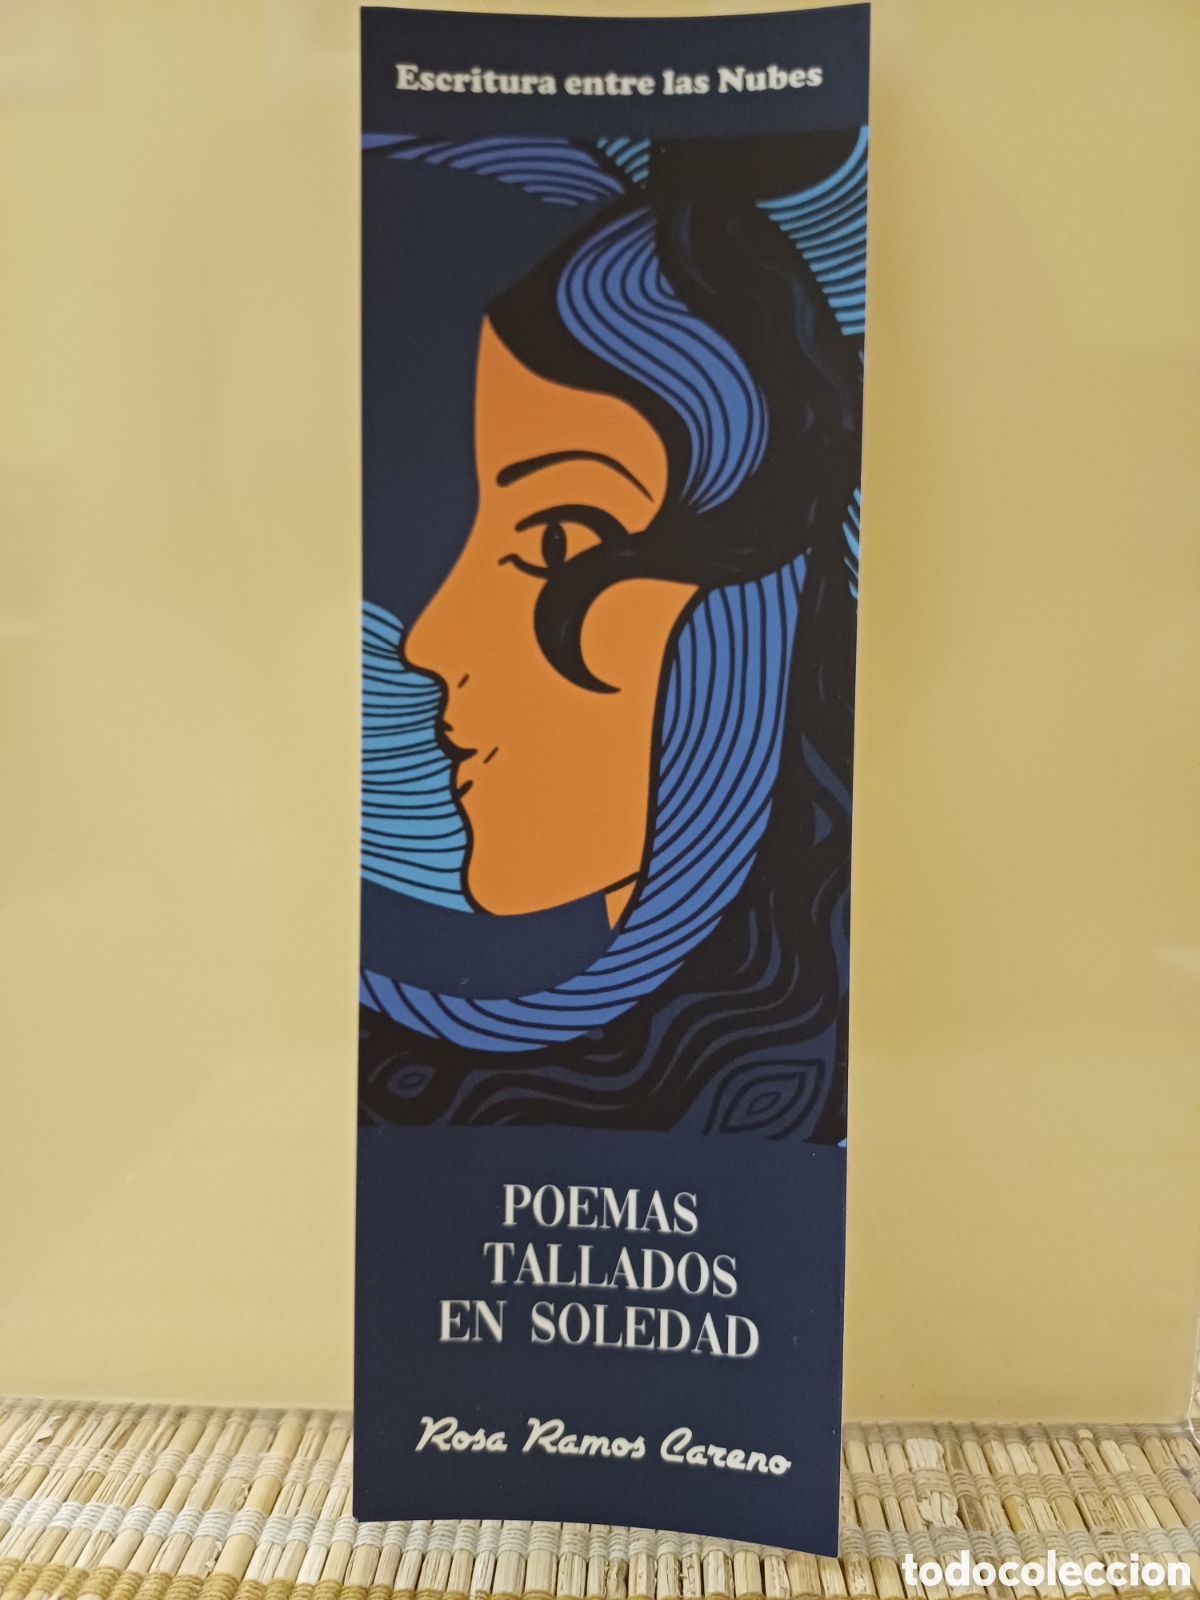 Escritura entre las Nubes
POEMAS
TALLADOS
EN SOLEDAD
Rosa Ramos Careno
todocoleccion